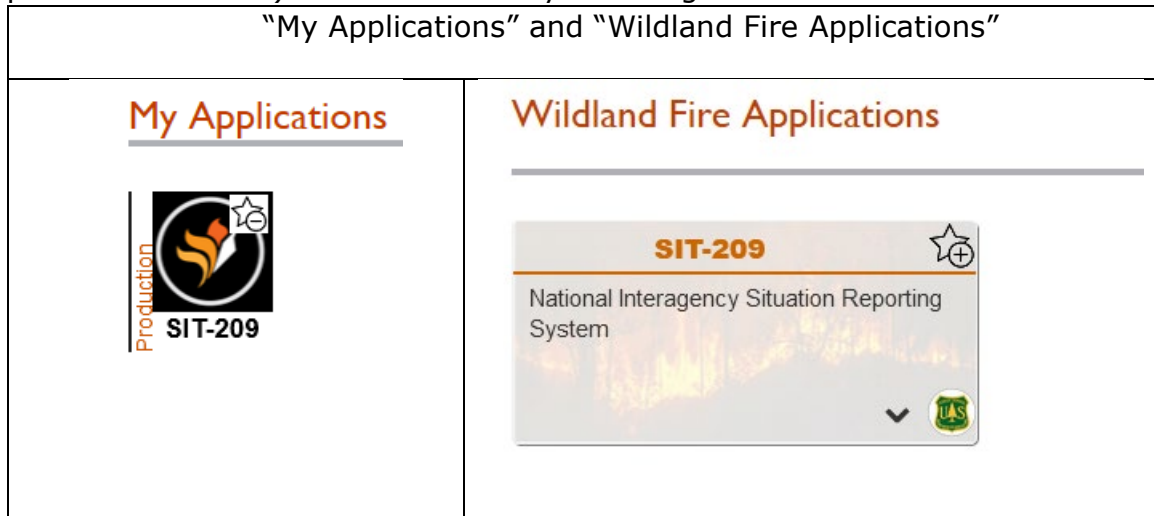 “My Applications” and “Wildland Fire Applications”
My Applications
Production
SIT-209
Wildland Fire Applications
SIT-209
National Interagency Situation Reporting
System
UAS